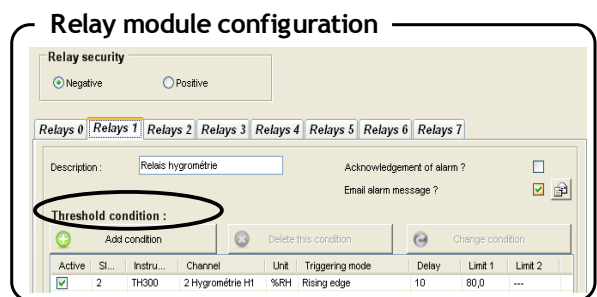 Relay module configuration
Relay security
Negative Positive
Relays 0 Relays 1 Relays 2 Relays 3 Relays 4 Relays 5 Relays 6 Relays 7
Description : Relais hygrométrie Acknowledgement of alarm ?
Email alarm message ?
Threshold condition :
Add condition Delete this condition Change condition
Active Sl... Instru... Channel Unit Triggering mode Delay Limit 1 Limit 2
2 TH300 2 Hygrométrie H1 %RH Rising edge 10 80,0 ---